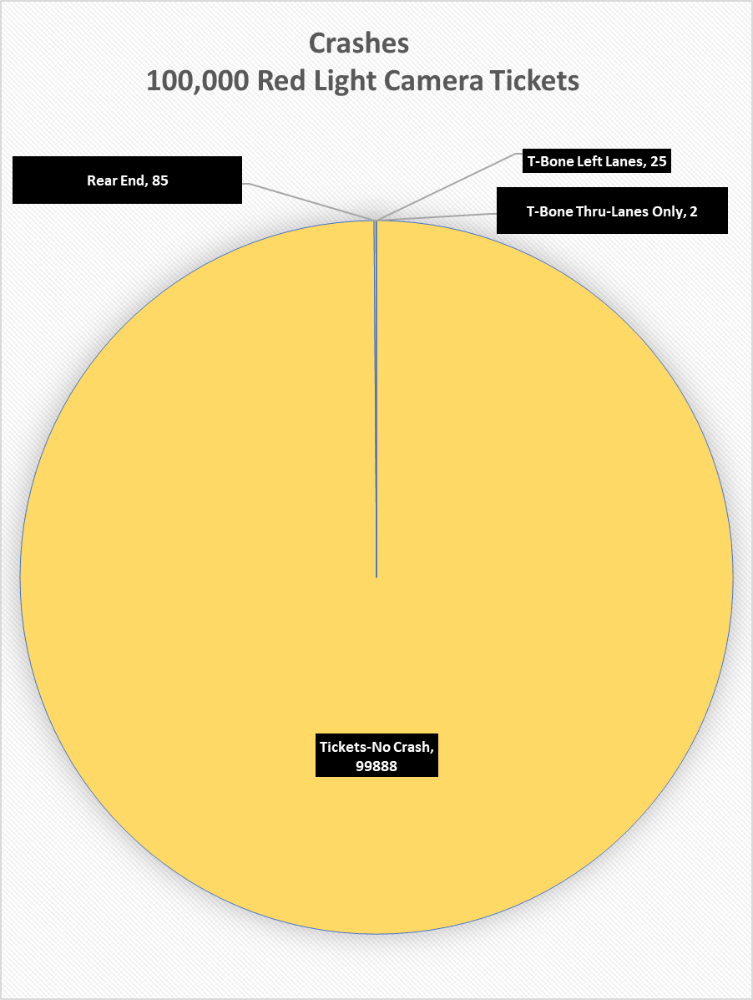 Crashes
100,000 Red Light Camera Tickets
Rear End, 85
T-Bone Left Lanes, 25
T-Bone Thru-Lanes Only, 2
Tickets-No Crash,
99888